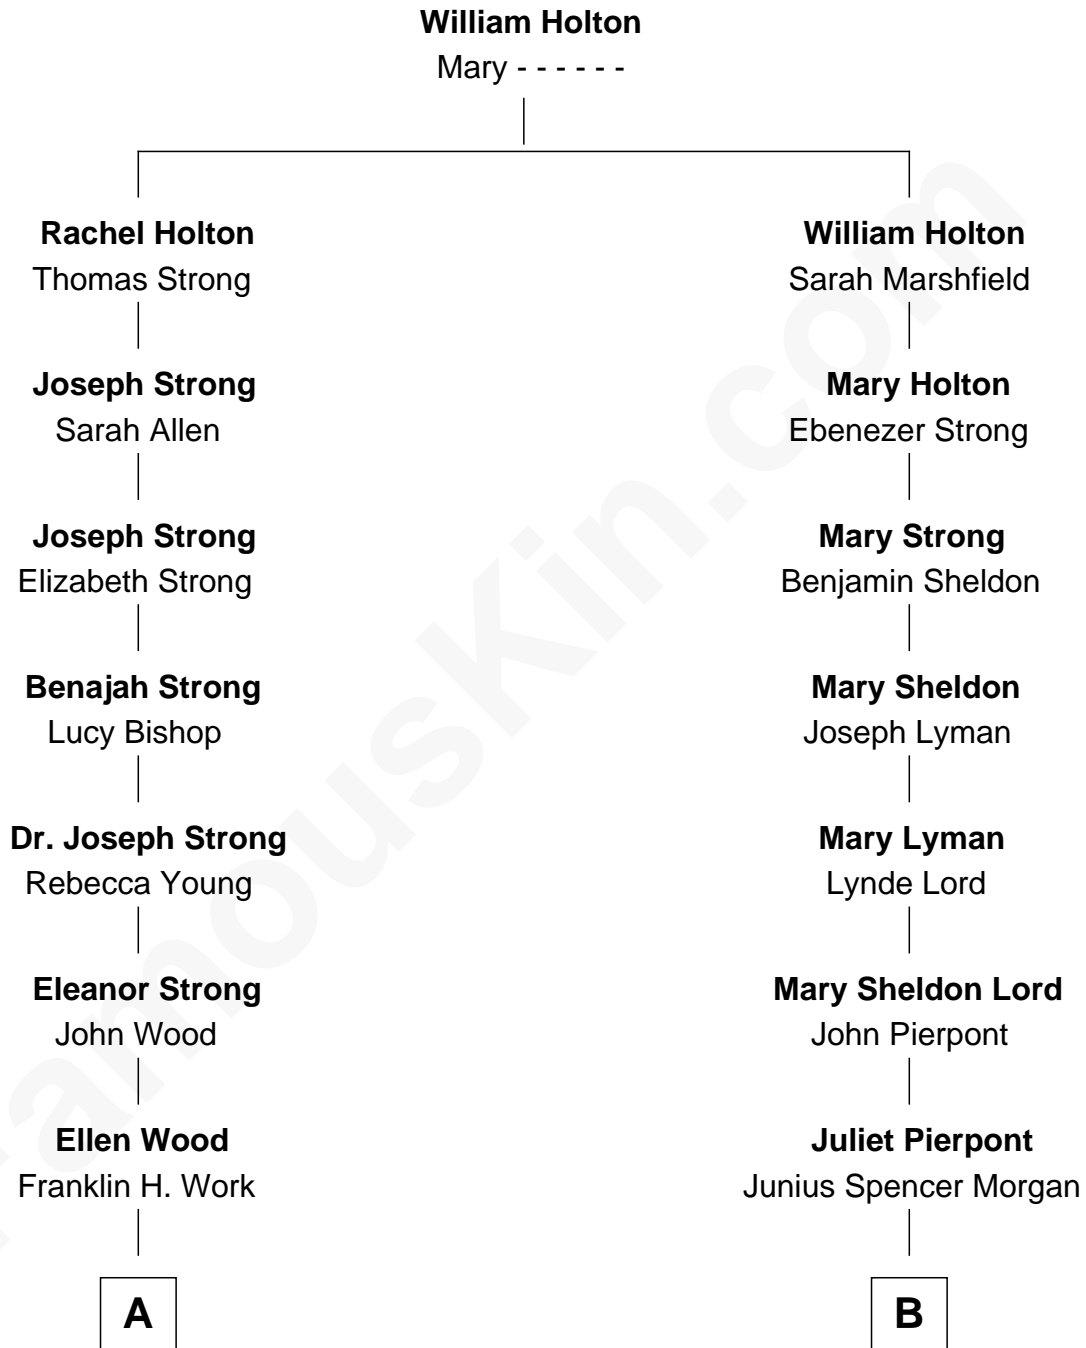 William Holton
Mary - - - - - -
Rachel Holton
Thomas Strong
William Holton
Sarah Marshfield
Joseph Strong
Sarah Allen
Mary Holton
Ebenezer Strong
Joseph Strong
Elizabeth Strong
Mary Strong
Benjamin Sheldon
Benajah Strong
Lucy Bishop
Mary Sheldon
Joseph Lyman
Dr. Joseph Strong
Rebecca Young
Mary Lyman
Lynde Lord
Eleanor Strong
John Wood
Mary Sheldon Lord
John Pierpont
Ellen Wood
Franklin H. Work
Juliet Pierpont
Junius Spencer Morgan
A
B
FamousKin.com